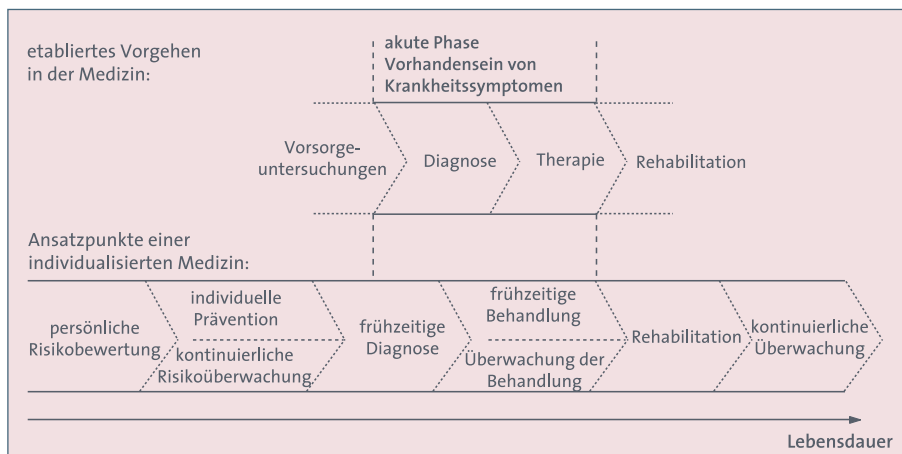 etabliertes Vorgehen
in der Medizin:
akute Phase
Vorhandensein von
Krankheitssymptomen
Vorsorge-
untersuchungen
Diagnose
Therapie
Rehabilitation
Ansatzpunkte einer
individualisierten Medizin:
persönliche
Risikobewertung
individuelle
Prävention
kontinuierliche
Risikoüberwachung
frühzeitige
Diagnose
frühzeitige
Behandlung
Überwachung der
Behandlung
Rehabilitation
kontinuierliche
Überwachung
Lebensdauer